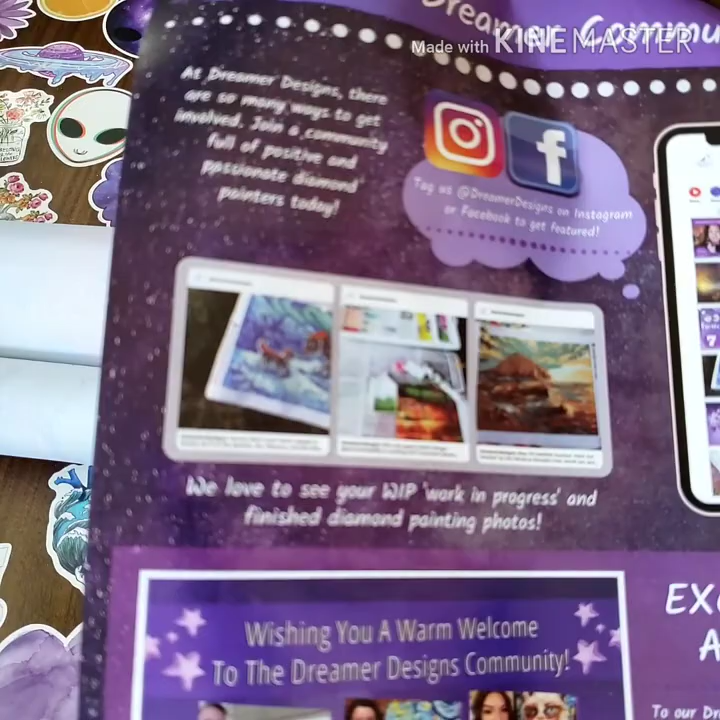 Dreamer Commu
Made with KINEMASTER
At Dreamer Designs, there
are so many ways to get
involved. Join a community
full of positive and
passionate diamond
painters today!
Tag us @DreamerDesigns on Instagram
or Facebook to get featured!
We love to see your WIP 'work in progress' and
finished diamond painting photos!
Wishing You A Warm Welcome
To The Dreamer Designs Community!
EX
A
To our Dr